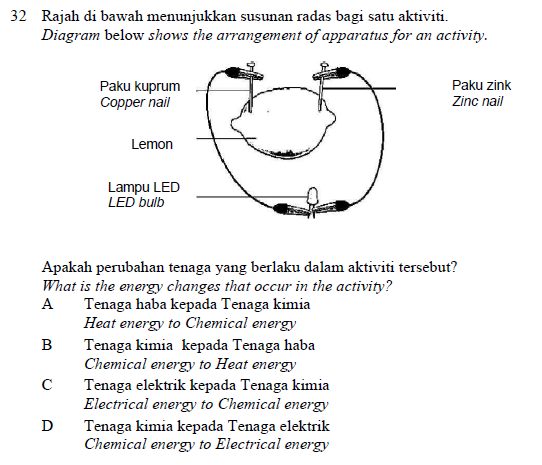 32 Rajah di bawah menunjukkan susunan radas bagi satu aktiviti.
Diagram below shows the arrangement of apparatus for an activity.
Paku kuprum
Copper nail
Paku zink
Zinc nail
Lemon
Lampu LED
LED bulb
Apakah perubahan tenaga yang berlaku dalam aktiviti tersebut?
What is the energy changes that occur in the activity?
A Tenaga haba kepada Tenaga kimia
Heat energy to Chemical energy
B Tenaga kimia kepada Tenaga haba
Chemical energy to Heat energy
C Tenaga elektrik kepada Tenaga kimia
Electrical energy to Chemical energy
D Tenaga kimia kepada Tenaga elektrik
Chemical energy to Electrical energy